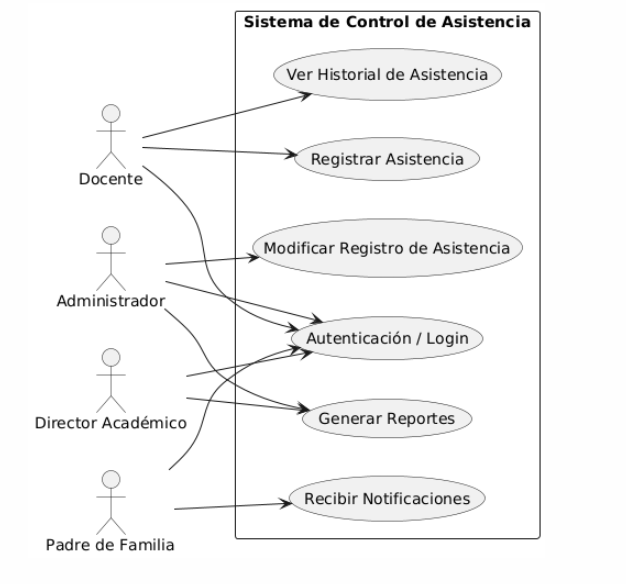 Sistema de Control de Asistencia
Ver Historial de Asistencia
Docente
Registrar Asistencia
Administrador
Modificar Registro de Asistencia
Autenticación / Login
Director Académico
Generar Reportes
Padre de Familia
Recibir Notificaciones